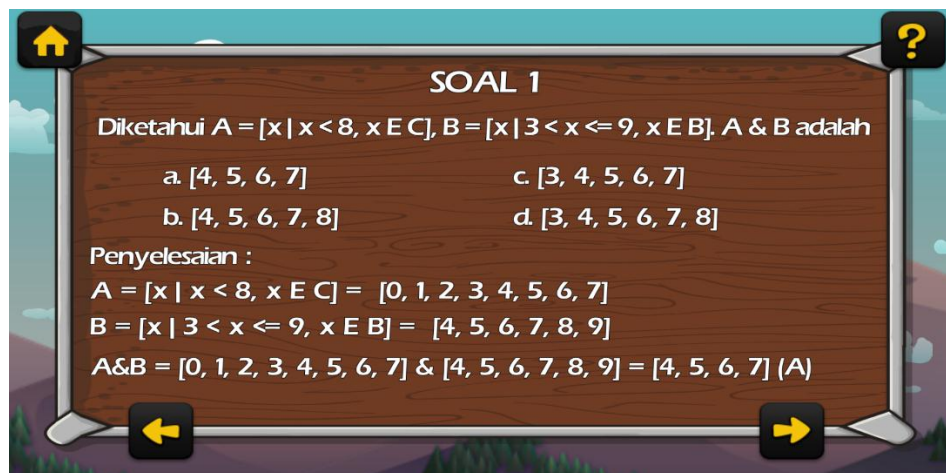 ?
SOAL 1
Diketahui A = [x | x < 8, x E C], B = [x | 3 < x <= 9, x E B]. A & B adalah
a. [4, 5, 6, 7]
c. [3, 4, 5, 6, 7]
b. [4, 5, 6, 7, 8]
d. [3, 4, 5, 6, 7, 8]
Penyelesaian :
A = [x | x < 8, x E C] = [0, 1, 2, 3, 4, 5, 6, 7]
B = [x | 3 < x <= 9, x E B] = [4, 5, 6, 7, 8, 9]
A&B = [0, 1, 2, 3, 4, 5, 6, 7] & [4, 5, 6, 7, 8, 9] = [4, 5, 6, 7] (A)